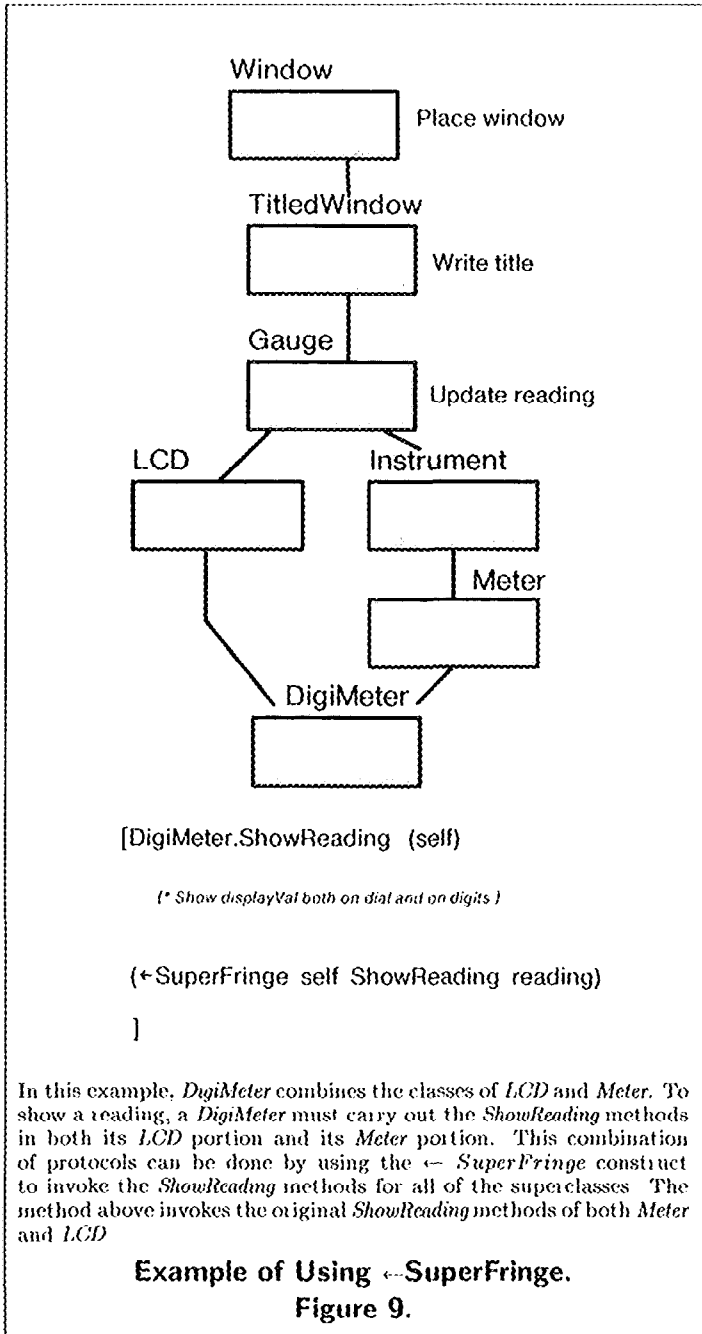 Window
Place window
TitledWindow
Write title
Gauge
Update reading
LCD
Instrument
Meter
DigiMeter
[DigiMeter.ShowReading (self)
(* Show displayVal both on dial and on digits )
(←SuperFringe self ShowReading reading)
]
In this example, DigiMeter combines the classes of LCD and Meter. To
show a reading, a DigiMeter must carry out the ShowReading methods
in both its LCD portion and its Meter portion. This combination
of protocols can be done by using the ← SuperFringe construct
to invoke the ShowReading methods for all of the superclasses The
method above invokes the original ShowReading methods of both Meter
and LCD
Example of Using ←SuperFringe.
Figure 9.